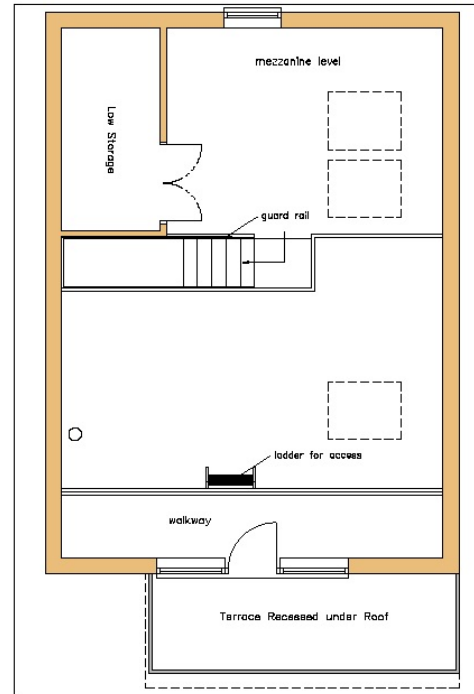 mezzanine level
Low Storage
guard rail
ladder for access
walkway
Terrace Recessed under Roof